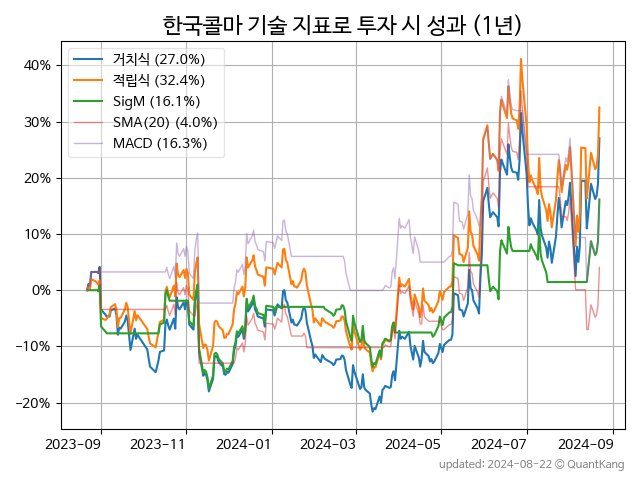 한국콜마 기술 지표로 투자 시 성과 (1년)
거치식 (27.0%)
적립식 (32.4%)
SigM (16.1%)
SMA(20) (4.0%)
MACD (16.3%)
40%
30%
20%
10%
0%
−10%
−20%
2023-09 2023-11 2024-01 2024-03 2024-05 2024-07 2024-09
updated: 2024-08-22 © QuantKang